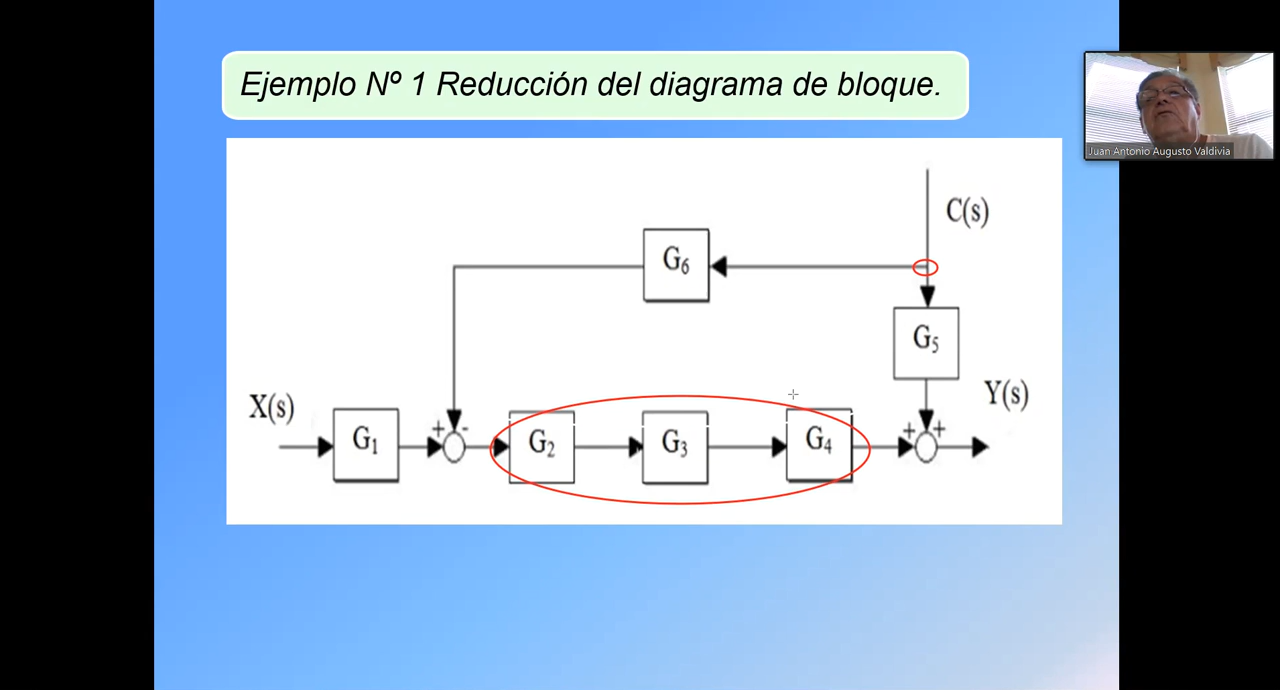 Ejemplo Nº 1 Reducción del diagrama de bloque.
Juan Antonio Augusto Valdivia
C(s)
G₆
G₅
X(s)
Y(s)
+ -
+ +
G₁
G₂
G₃
G₄